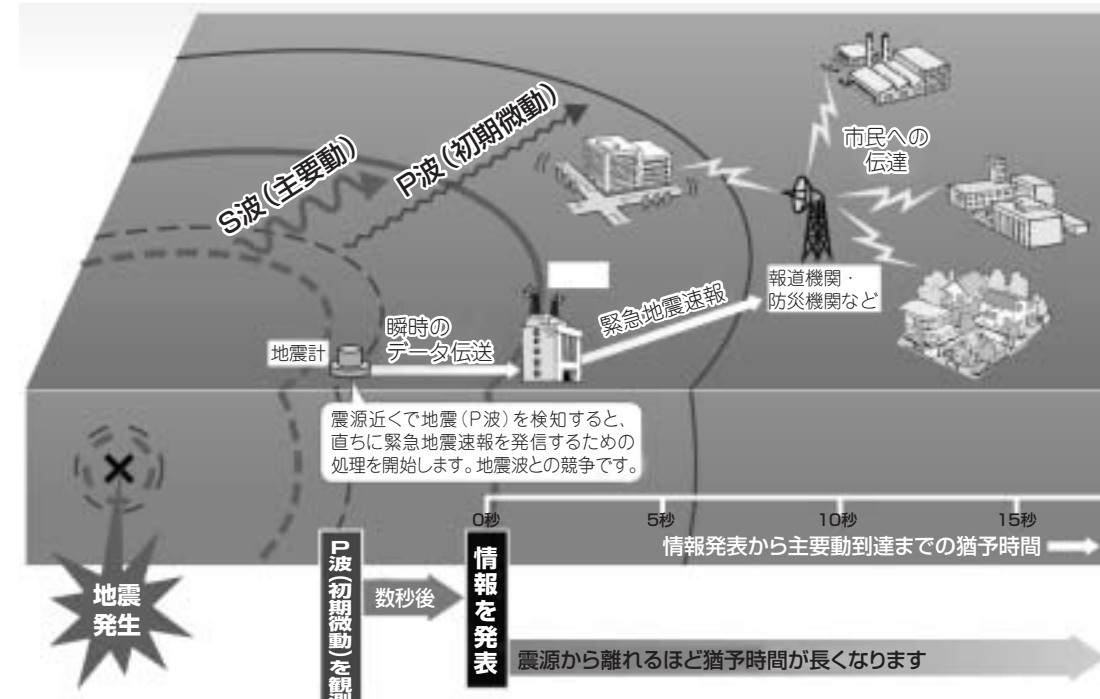 S波（主要動）
P波（初期微動）
市民への
伝達
報道機関・
防災機関など
緊急地震速報
瞬時の
データ伝送
地震計
震源近くで地震（P波）を検知すると、
直ちに緊急地震速報を発信するための
処理を開始します。地震波との競争です。
0秒
5秒
10秒
15秒
情報発表から主要動到達までの猶予時間
地震
発生
P波（初期微動）を観測
数秒後
情報を発表
震源から離れるほど猶予時間が長くなります